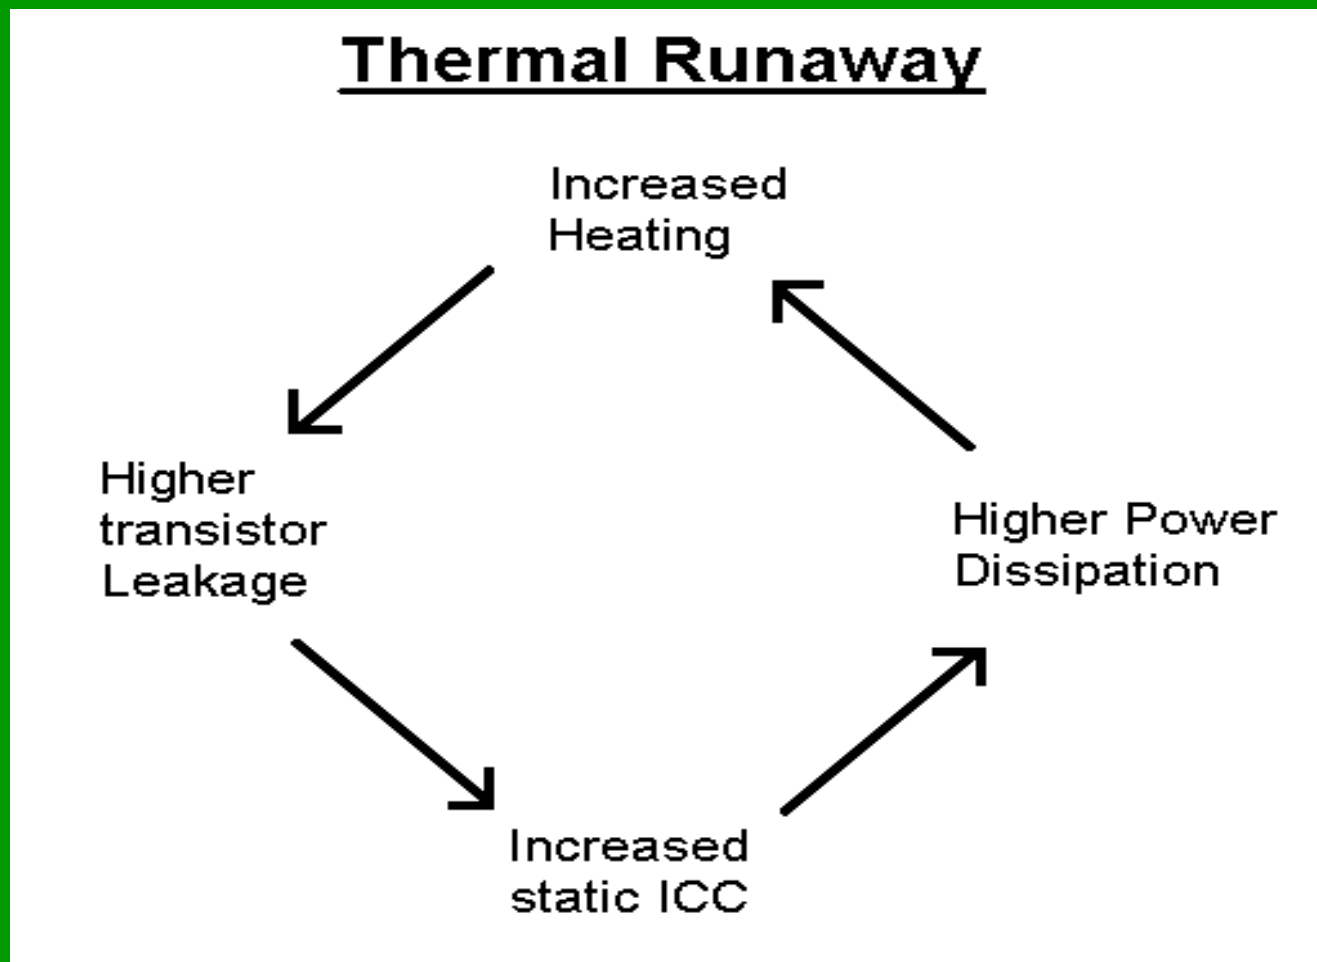 Thermal Runaway
Increased
Heating
Higher
transistor
Leakage
Higher Power
Dissipation
Increased
static ICC